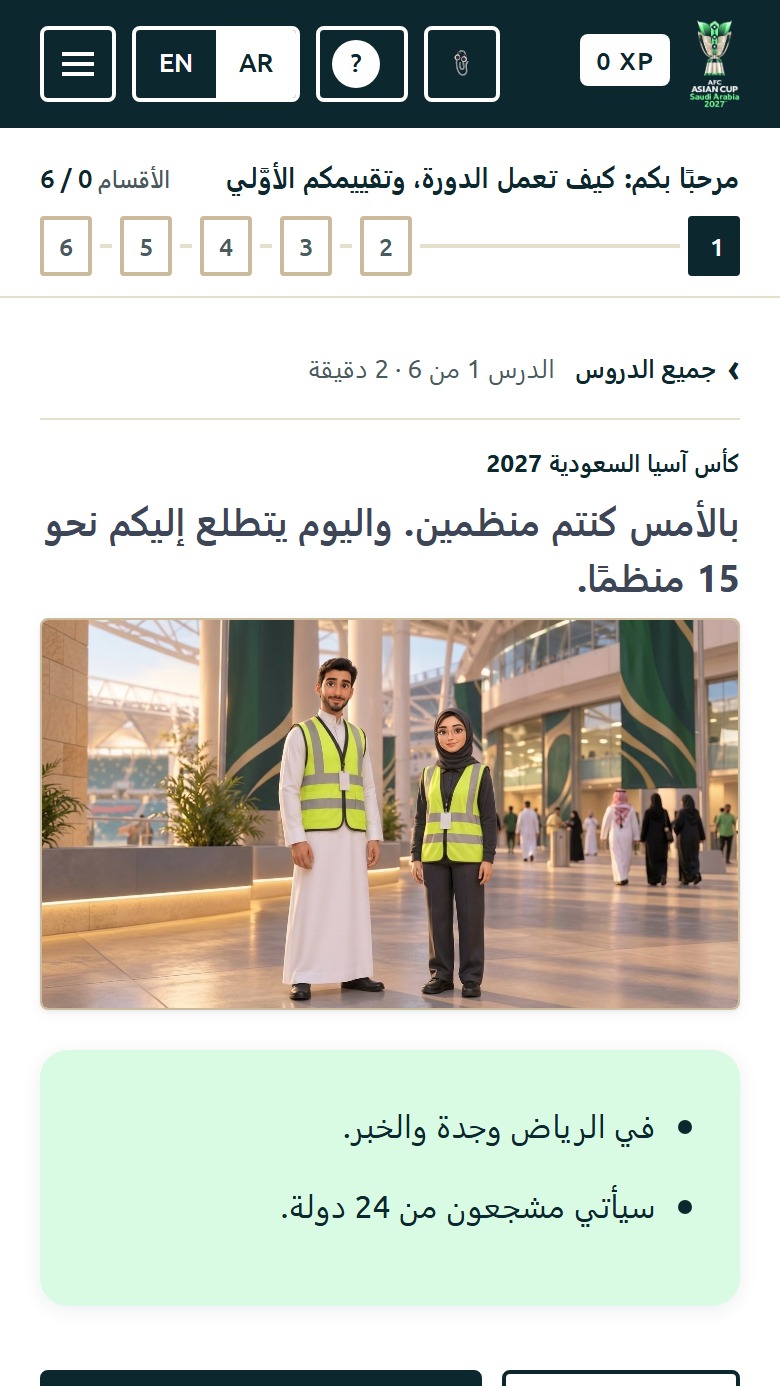 EN
AR
?
0 XP
AFC
ASIAN CUP
Saudi Arabia
2027
مرحبًا بكم: كيف تعمل الدورة، وتقييمكم الأوّلي
الأقسام 0 / 6
1
2
3
4
5
6
جميع الدروس
الدرس 1 من 6 · 2 دقيقة
كأس آسيا السعودية 2027
بالأمس كنتم منظمين. واليوم يتطلع إليكم نحو
15 منظمًا.
في الرياض وجدة والخبر.
سيأتي مشجعون من 24 دولة.